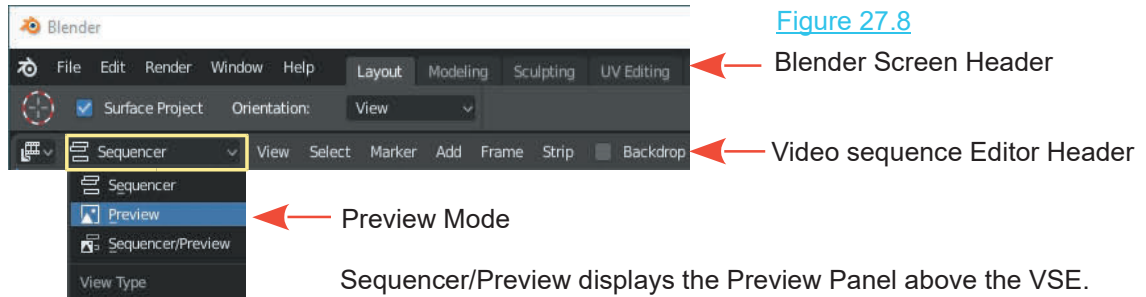 Blender
Figure 27.8
File Edit Render Window Help Layout Modeling Sculpting UV Editing
Blender Screen Header
Surface Project Orientation: View
Sequencer View Select Marker Add Frame Strip Backdrop
Video sequence Editor Header
Sequencer
Preview
Preview Mode
Sequencer/Preview
View Type
Sequencer/Preview displays the Preview Panel above the VSE.